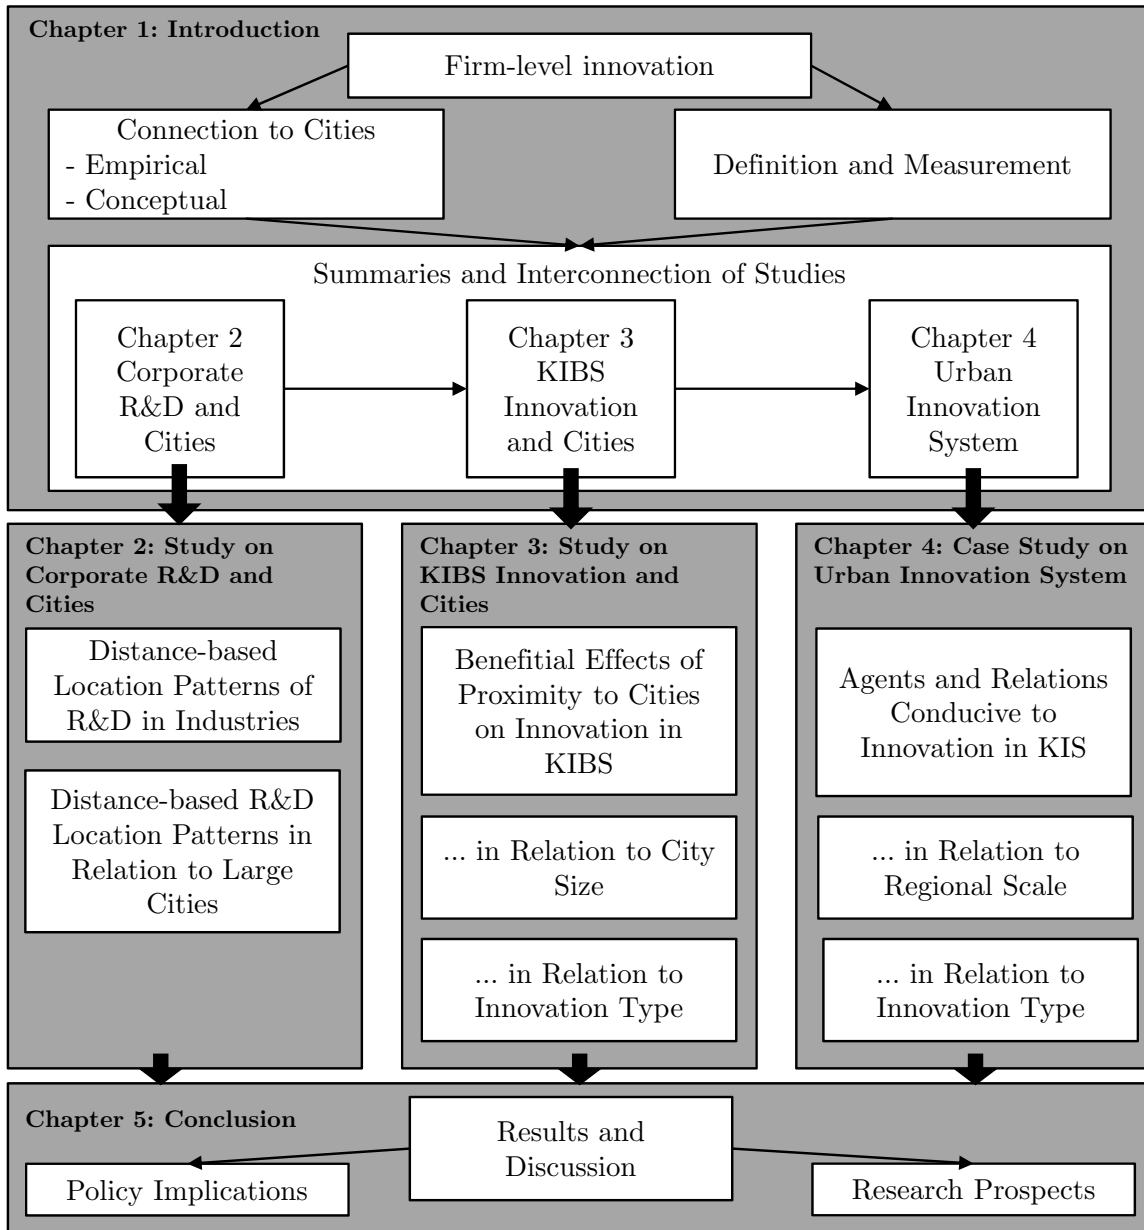 Chapter 1: Introduction
Firm-level innovation
Connection to Cities
- Empirical
- Conceptual
Definition and Measurement
Summaries and Interconnection of Studies
Chapter 2
Corporate
R&D and
Cities
Chapter 3
KIBS
Innovation
and Cities
Chapter 4
Urban
Innovation
System
Chapter 2: Study on
Corporate R&D and
Cities
Distance-based
Location Patterns of
R&D in Industries
Distance-based R&D
Location Patterns in
Relation to Large
Cities
Chapter 3: Study on
KIBS Innovation and
Cities
Benefitial Effects of
Proximity to Cities
on Innovation in
KIBS
... in Relation to City
Size
... in Relation to
Innovation Type
Chapter 4: Case Study on
Urban Innovation System
Agents and Relations
Conducive to
Innovation in KIS
... in Relation to
Regional Scale
... in Relation to
Innovation Type
Chapter 5: Conclusion
Results and
Discussion
Policy Implications
Research Prospects